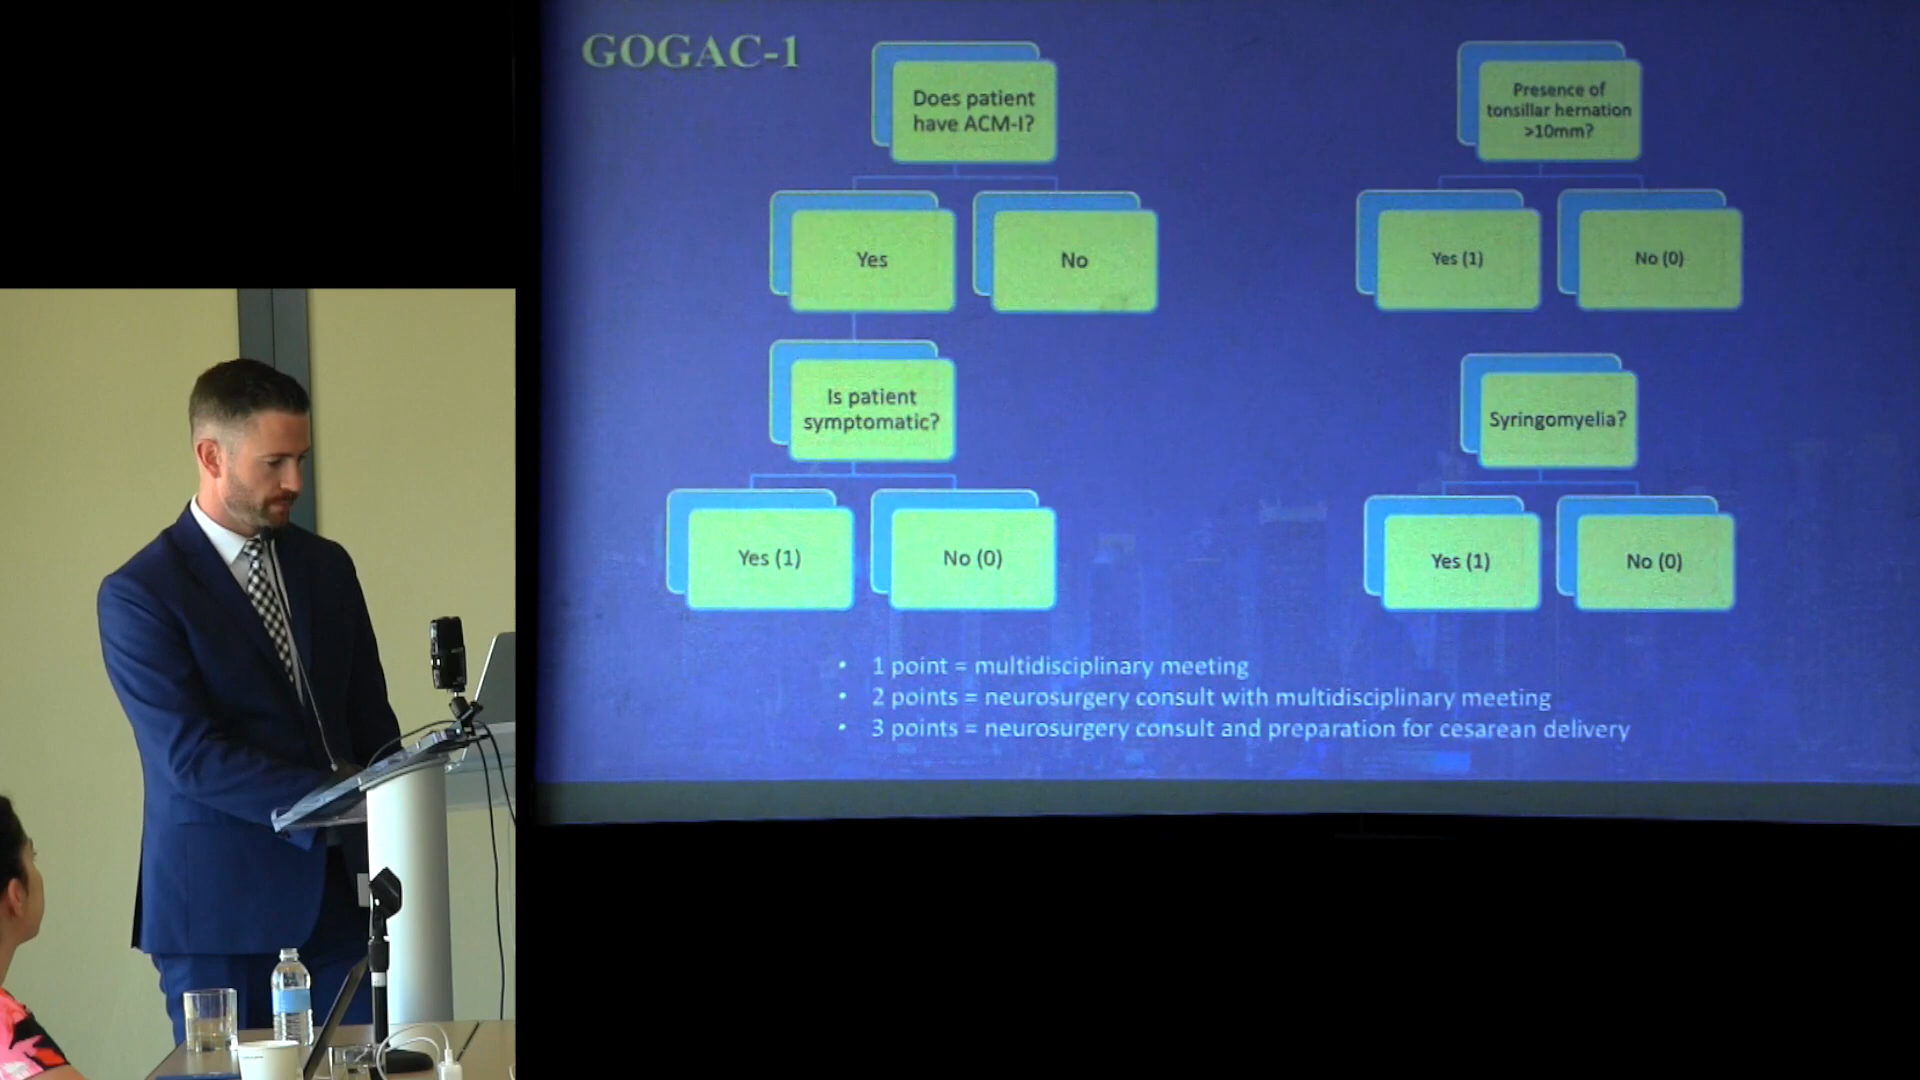 GOGAC-1
Does patient
have ACM-I?
Yes
No
Is patient
symptomatic?
Yes (1)
No (0)
Presence of
tonsillar hernation
>10mm?
Yes (1)
No (0)
Syringomyelia?
Yes (1)
No (0)
• 1 point = multidisciplinary meeting
• 2 points = neurosurgery consult with multidisciplinary meeting
• 3 points = neurosurgery consult and preparation for cesarean delivery